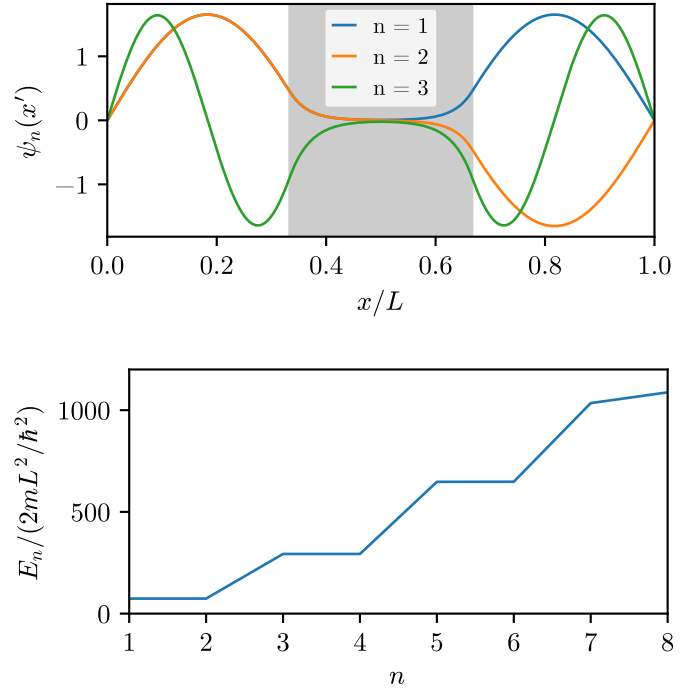 n = 1
n = 2
n = 3
1
0
−1
ψₙ(x′)
0.0 0.2 0.4 0.6 0.8 1.0
x/L
1000
500
0
Eₙ/(2mL²/ħ²)
1 2 3 4 5 6 7 8
n